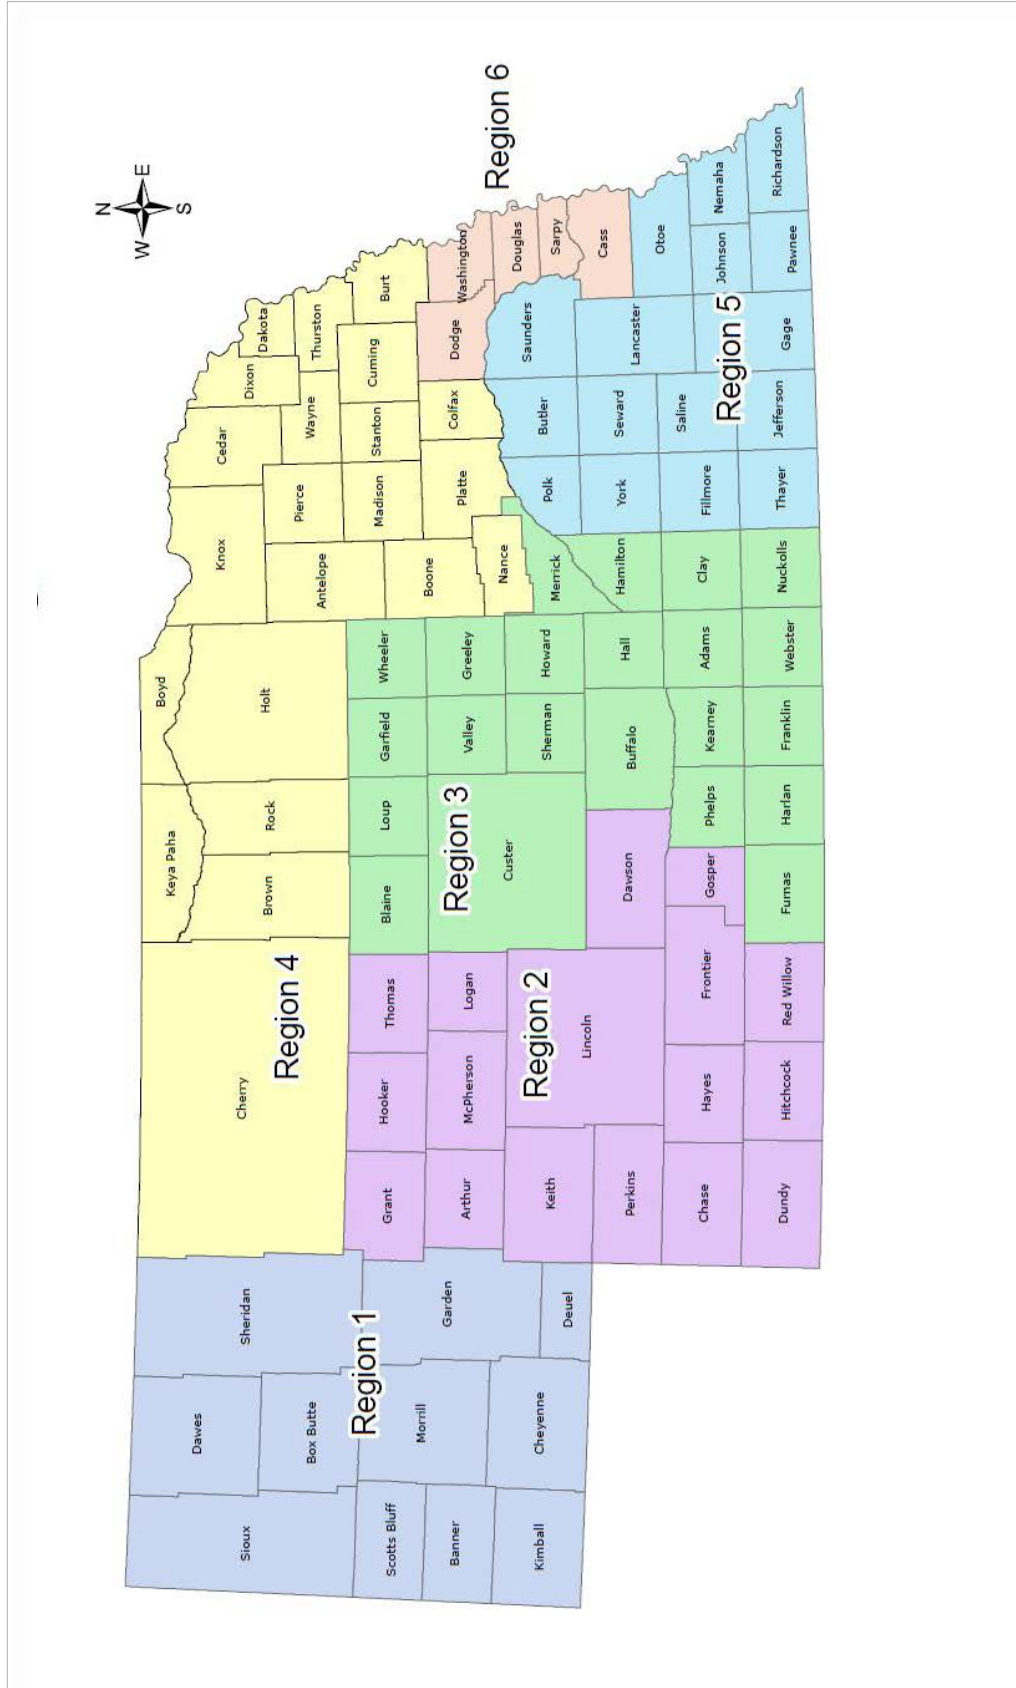 N
W
E
S
Region 1
Sioux
Dawes
Sheridan
Box Butte
Scotts Bluff
Banner
Morrill
Garden
Kimball
Cheyenne
Deuel
Region 4
Cherry
Keya Paha
Boyd
Brown
Rock
Holt
Knox
Cedar
Dixon
Dakota
Antelope
Pierce
Wayne
Thurston
Boone
Madison
Stanton
Cuming
Burt
Nance
Platte
Colfax
Region 2
Grant
Hooker
Thomas
Arthur
McPherson
Logan
Keith
Lincoln
Perkins
Dawson
Chase
Hayes
Frontier
Gosper
Dundy
Hitchcock
Red Willow
Region 3
Blaine
Loup
Garfield
Wheeler
Custer
Valley
Greeley
Sherman
Howard
Merrick
Buffalo
Hall
Hamilton
Phelps
Kearney
Adams
Clay
Furnas
Harlan
Franklin
Webster
Nuckolls
Region 6
Dodge
Washington
Douglas
Sarpy
Cass
Region 5
Polk
Butler
Saunders
York
Seward
Lancaster
Otoe
Fillmore
Saline
Johnson
Nemaha
Thayer
Jefferson
Gage
Pawnee
Richardson